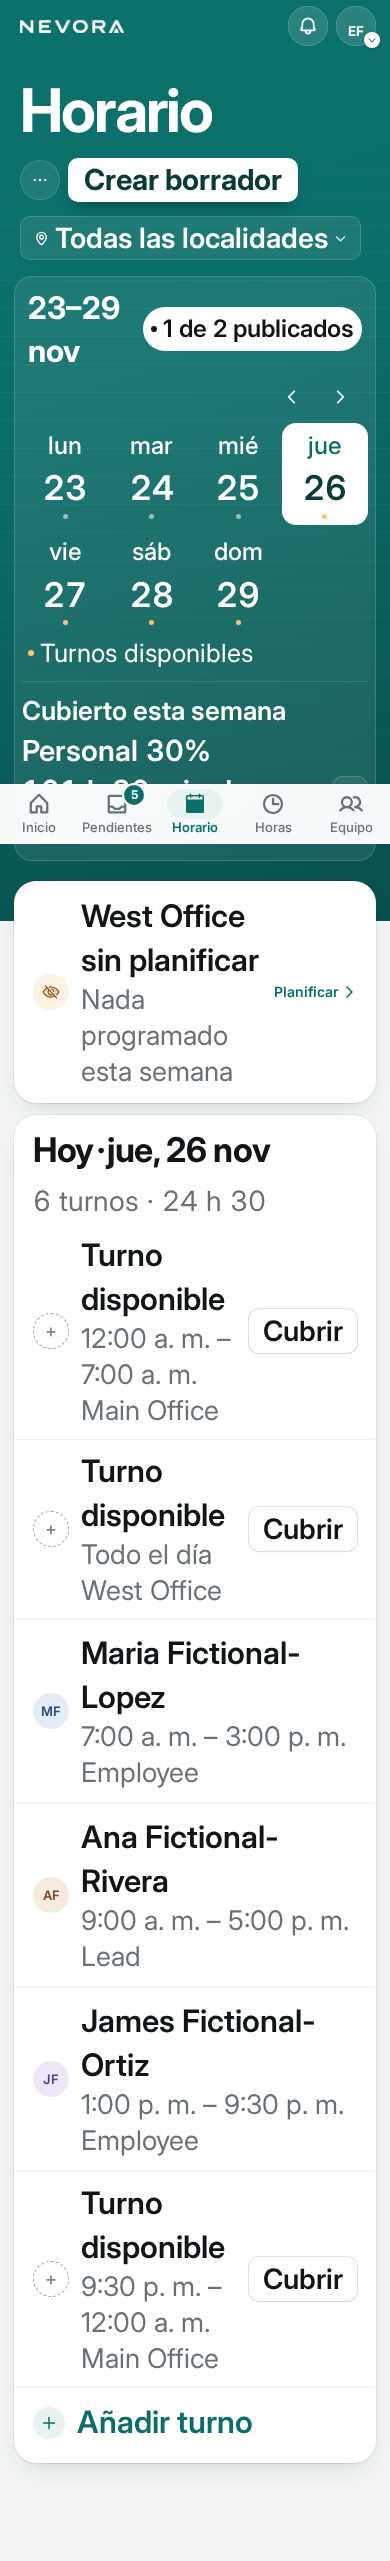 NEVORA
EF
Horario
Crear borrador
Todas las localidades
23–29
nov
• 1 de 2 publicados
lun
mar
mié
jue
23
24
25
26
vie
sáb
dom
27
28
29
Turnos disponibles
Cubierto esta semana
Personal 30%
5
Inicio
Pendientes
Horario
Horas
Equipo
West Office
sin planificar
Nada
programado
esta semana
Planificar
Hoy · jue, 26 nov
6 turnos · 24 h 30
Turno
disponible
12:00 a. m. –
7:00 a. m.
Main Office
Cubrir
Turno
disponible
Todo el día
West Office
Cubrir
MF
Maria Fictional-
Lopez
7:00 a. m. – 3:00 p. m.
Employee
AF
Ana Fictional-
Rivera
9:00 a. m. – 5:00 p. m.
Lead
JF
James Fictional-
Ortiz
1:00 p. m. – 9:30 p. m.
Employee
Turno
disponible
9:30 p. m. –
12:00 a. m.
Main Office
Cubrir
+ Añadir turno